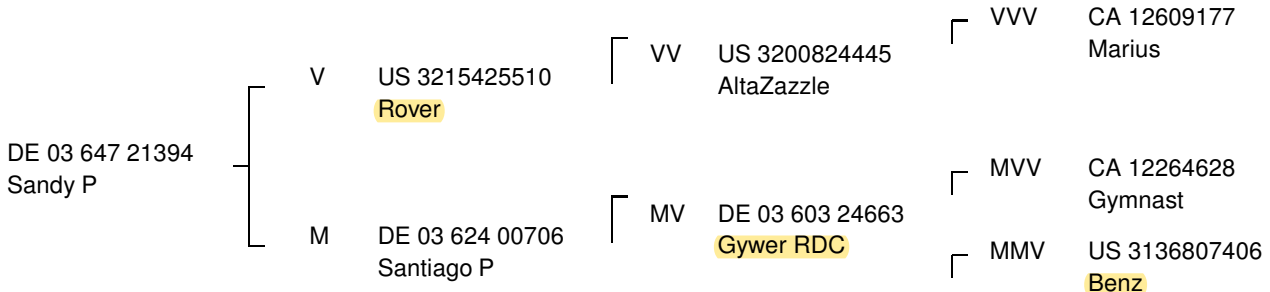 DE 03 647 21394
Sandy P
V US 3215425510
Rover
M DE 03 624 00706
Santiago P
VV US 3200824445
AltaZazzle
MV DE 03 603 24663
Gywer RDC
VVV CA 12609177
Marius
MVV CA 12264628
Gymnast
MMV US 3136807406
Benz